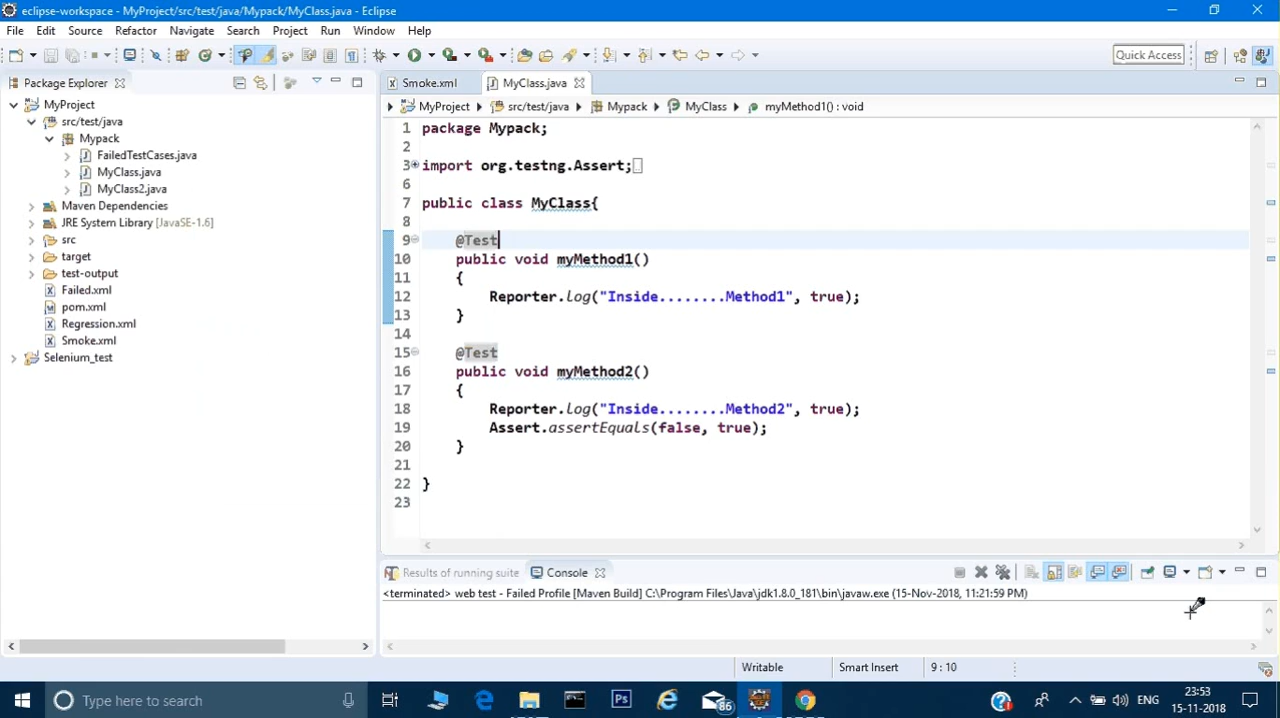 eclipse-workspace - MyProject/src/test/java/Mypack/MyClass.java - Eclipse
File Edit Source Refactor Navigate Search Project Run Window Help
Quick Access
Package Explorer
MyProject
src/test/java
Mypack
FailedTestCases.java
MyClass.java
MyClass2.java
Maven Dependencies
JRE System Library [JavaSE-1.6]
src
target
test-output
Failed.xml
pom.xml
Regression.xml
Smoke.xml
Selenium_test
Smoke.xml MyClass.java
MyProject src/test/java Mypack MyClass myMethod1() : void
1 package Mypack;
2
3 import org.testng.Assert;
6
7 public class MyClass{
8
9 @Test
10 public void myMethod1()
11 {
12 Reporter.log("Inside........Method1", true);
13 }
14
15 @Test
16 public void myMethod2()
17 {
18 Reporter.log("Inside........Method2", true);
19 Assert.assertEquals(false, true);
20 }
21
22 }
23
Results of running suite Console
<terminated> web test - Failed Profile [Maven Build] C:\Program Files\Java\jdk1.8.0_181\bin\javaw.exe (15-Nov-2018, 11:21:59 PM)
Writable Smart Insert 9 : 10
Type here to search
Ps
86
ENG
23:53
15-11-2018